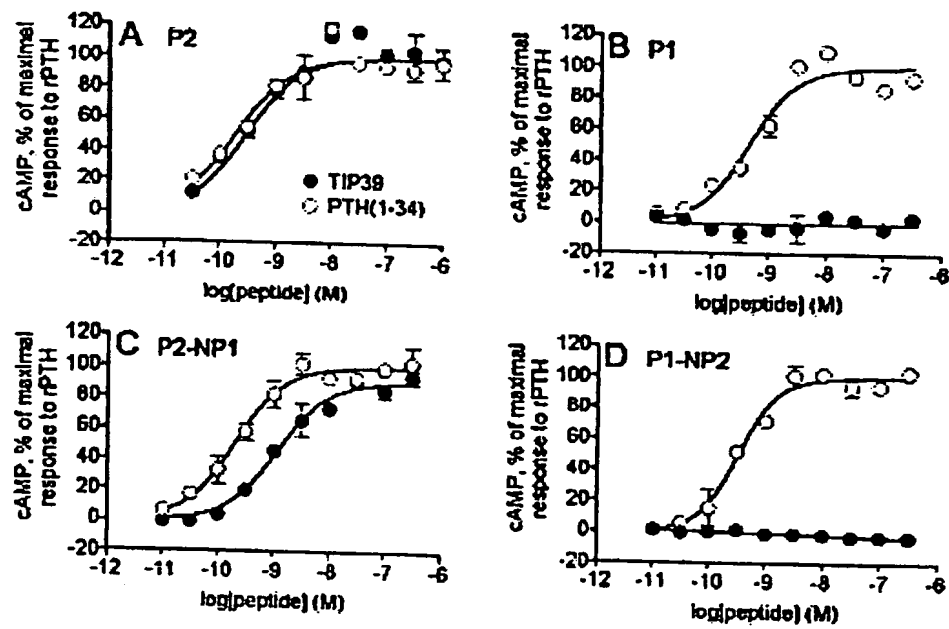 A P2
cAMP, % of maximal
response to rPTH
120
100
80
60
40
20
0
-20
TIP39
PTH(1-34)
-12 -11 -10 -9 -8 -7 -6
log[peptide] (M)
B P1
cAMP, % of maximal
response to rPTH
120
100
80
60
40
20
0
-20
-12 -11 -10 -9 -8 -7 -6
log[peptide] (M)
C P2-NP1
cAMP, % of maximal
response to rPTH
120
100
80
60
40
20
0
-20
-12 -11 -10 -9 -8 -7 -6
log[peptide] (M)
D P1-NP2
cAMP, % of maximal
response to rPTH
120
100
80
60
40
20
0
-20
-12 -11 -10 -9 -8 -7 -6
log[peptide] (M)